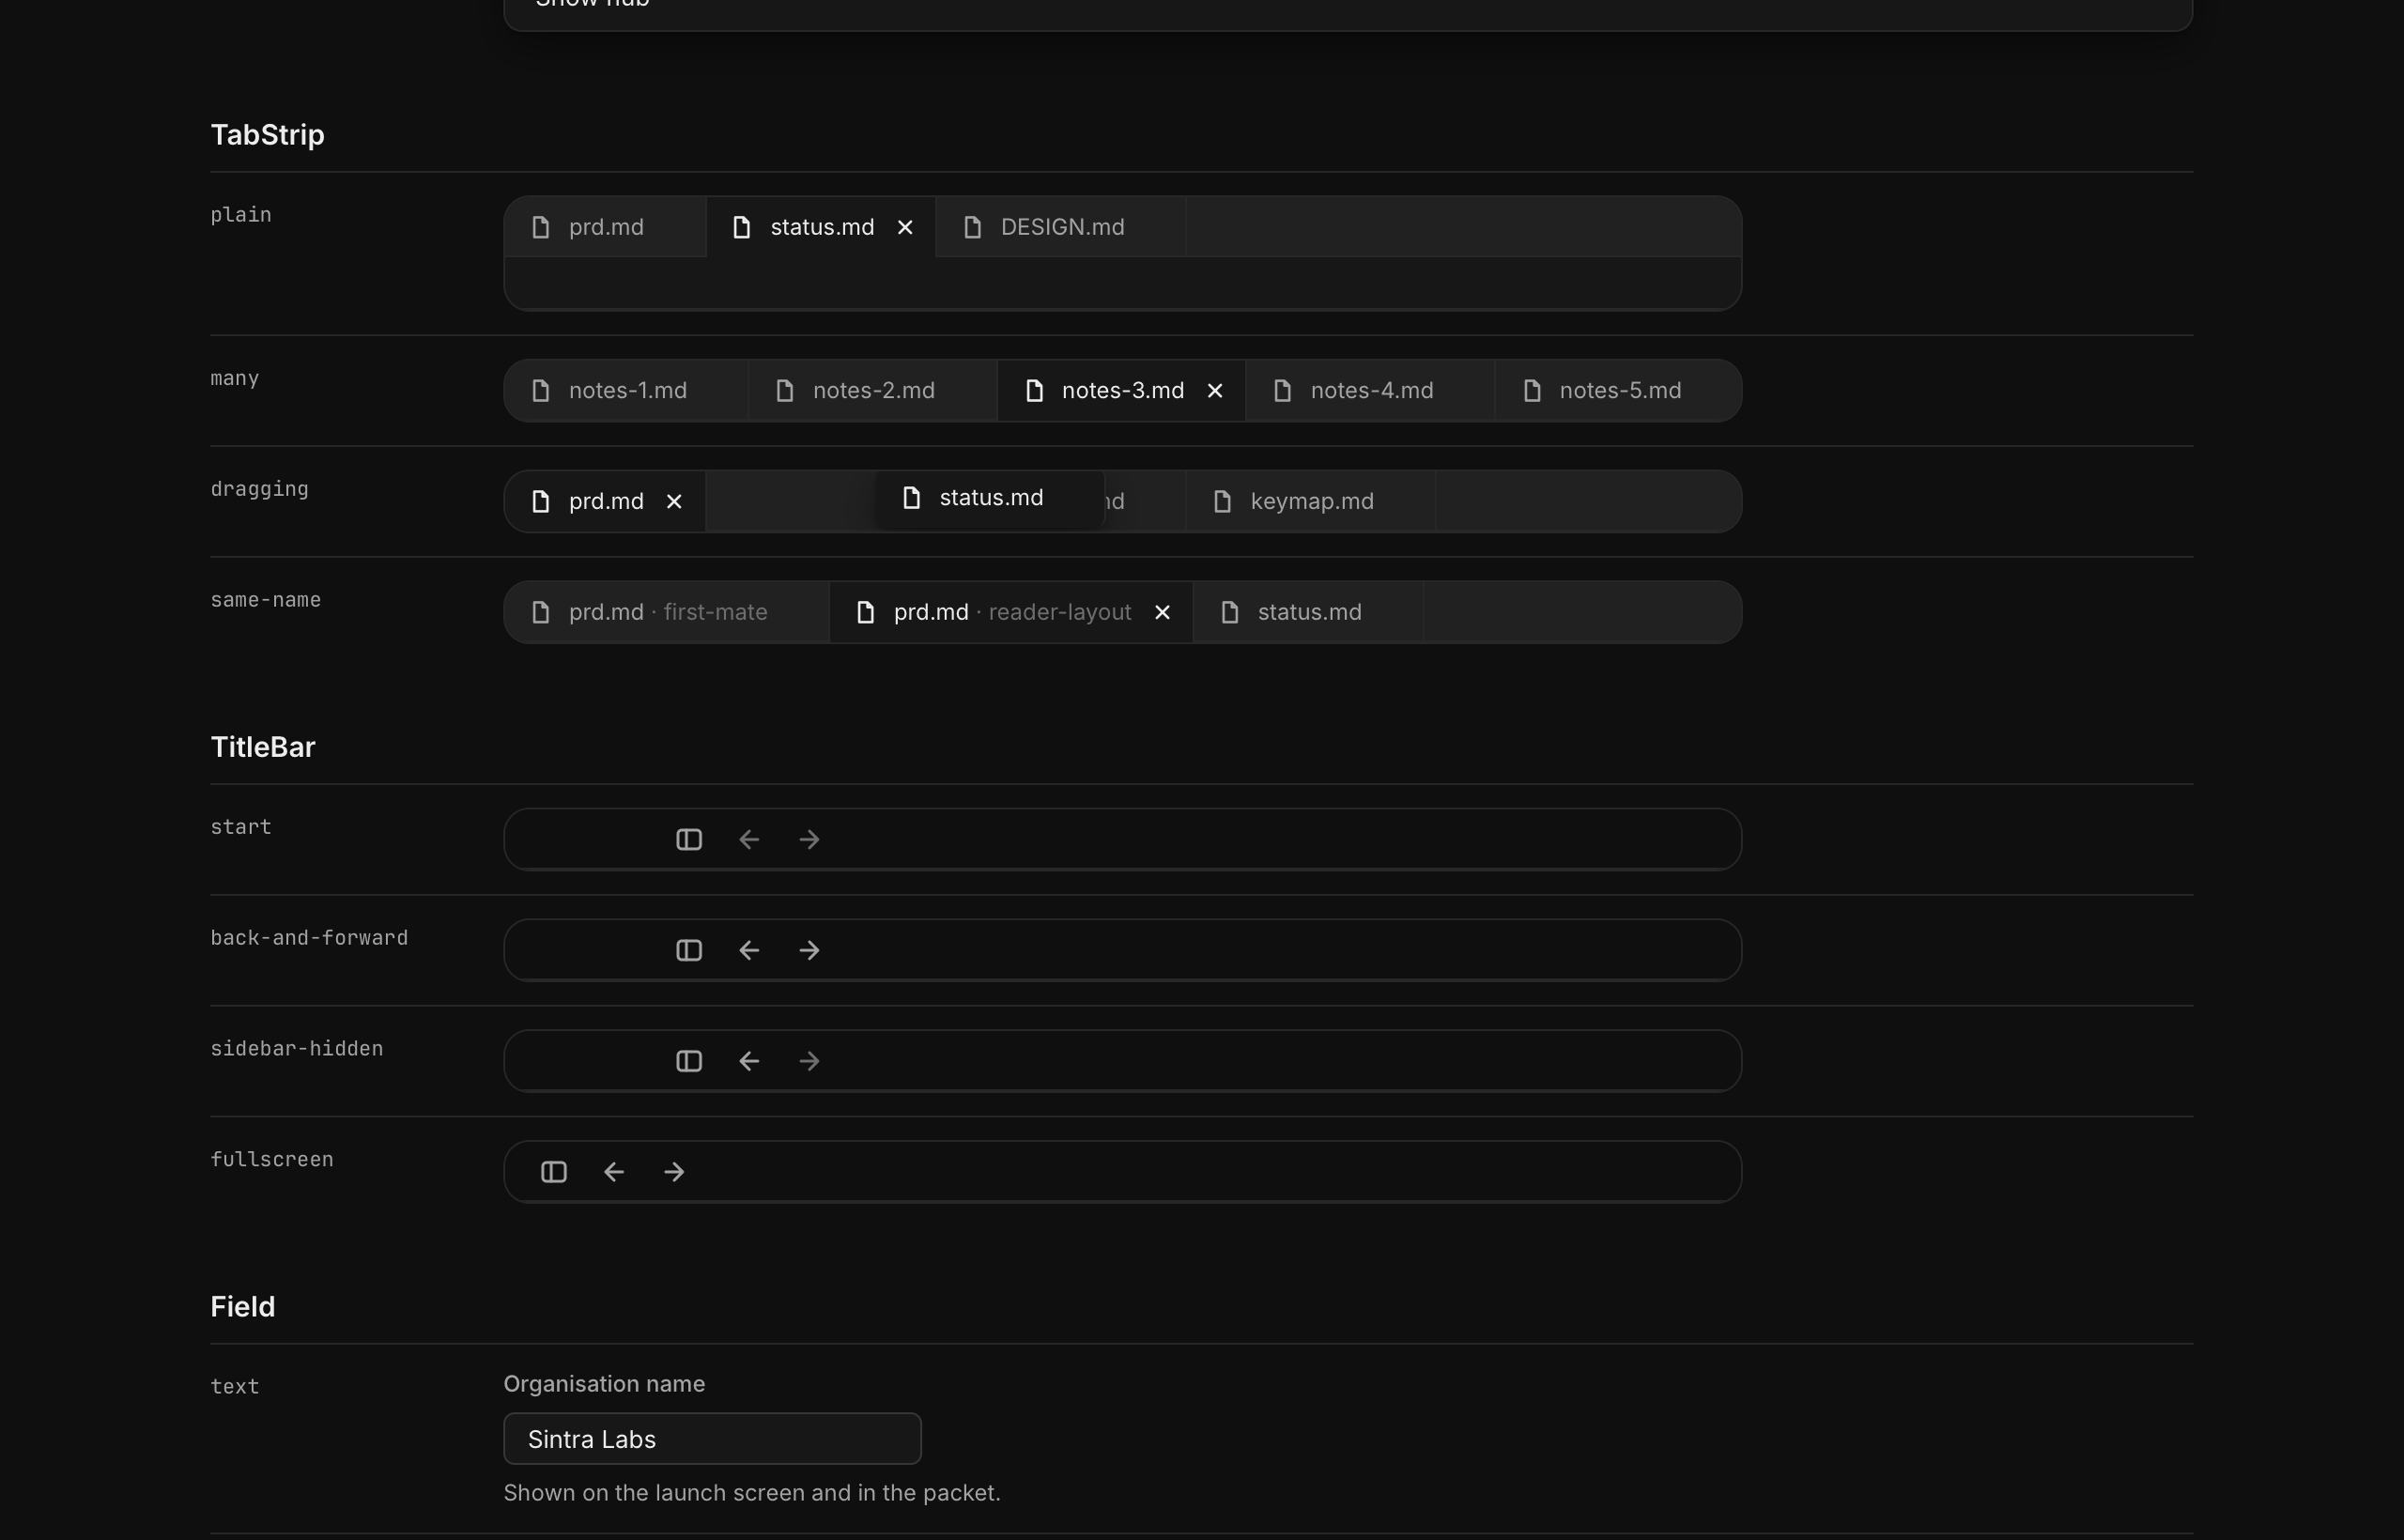 Show hub
TabStrip
plain
prd.md status.md DESIGN.md
many
notes-1.md notes-2.md notes-3.md notes-4.md notes-5.md
dragging
prd.md status.md keymap.md
same-name
prd.md · first-mate prd.md · reader-layout status.md
TitleBar
start
back-and-forward
sidebar-hidden
fullscreen
Field
text
Organisation name
Sintra Labs
Shown on the launch screen and in the packet.